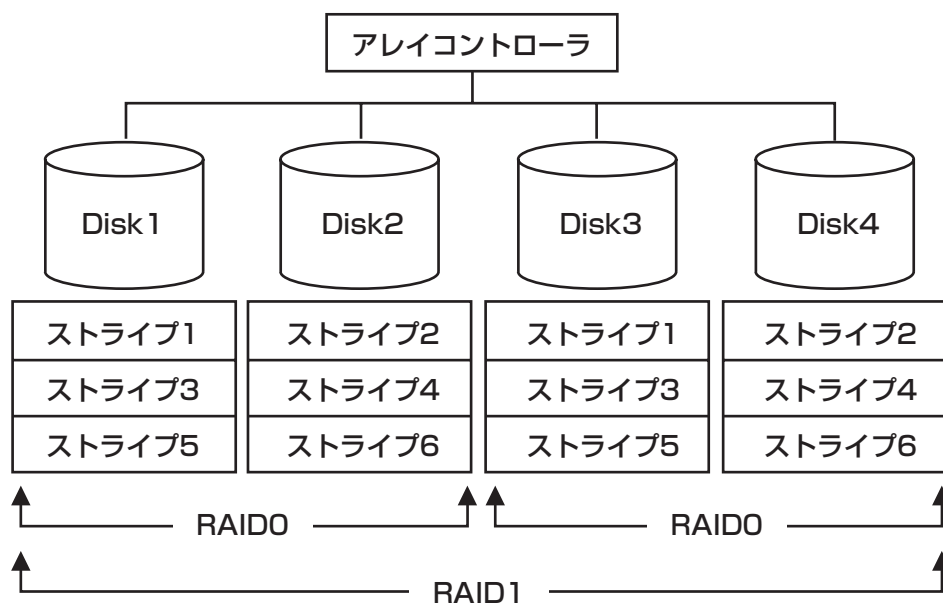 アレイコントローラ
Disk1
Disk2
Disk3
Disk4
ストライプ1
ストライプ2
ストライプ1
ストライプ2
ストライプ3
ストライプ4
ストライプ3
ストライプ4
ストライプ5
ストライプ6
ストライプ5
ストライプ6
RAID0
RAID0
RAID1